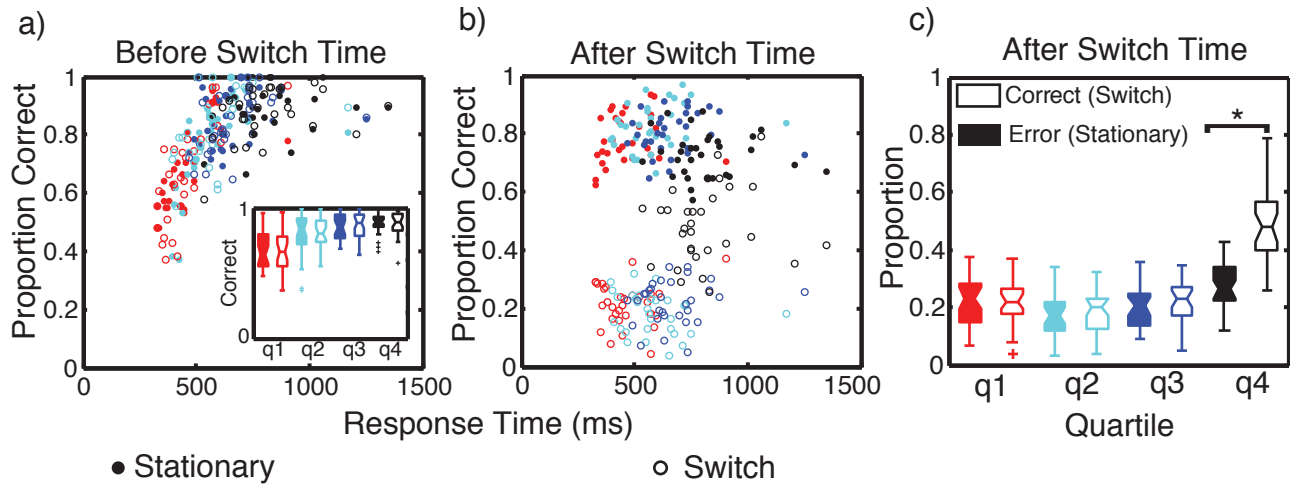 a)
Before Switch Time
Proportion Correct
1
0.8
0.6
0.4
0.2
0
0
500
1000
1500
Correct
1
0
q1 q2 q3 q4
b)
After Switch Time
Proportion Correct
1
0.8
0.6
0.4
0.2
0
500
1000
1500
Response Time (ms)
Stationary
Switch
c)
After Switch Time
Proportion
1
0.8
0.6
0.4
0.2
0
Correct (Switch)
Error (Stationary)
*
q1 q2 q3 q4
Quartile